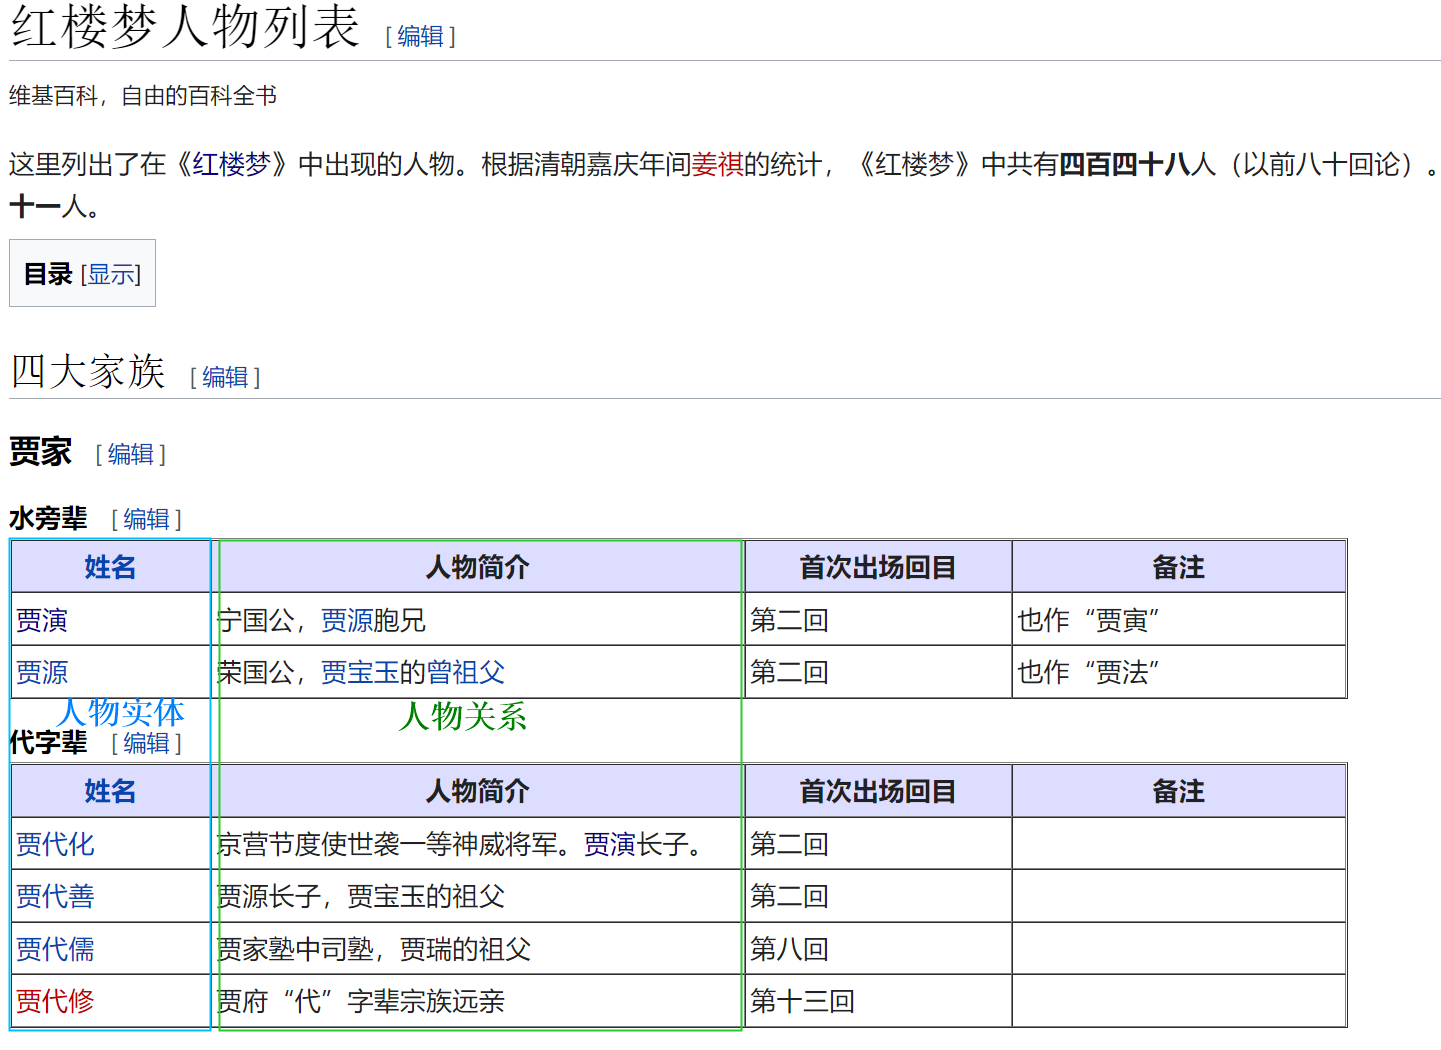 红楼梦人物列表 [编辑]
维基百科，自由的百科全书
这里列出了在《红楼梦》中出现的人物。根据清朝嘉庆年间姜祺的统计，《红楼梦》中共有四百四十八人（以前八十回论）。
十一人。
目录 [显示]
四大家族 [编辑]
贾家 [编辑]
水旁辈 [编辑]
姓名 人物简介 首次出场回目 备注
贾演 宁国公，贾源胞兄 第二回 也作“贾寅”
贾源 荣国公，贾宝玉的曾祖父 第二回 也作“贾法”
人物实体 人物关系
代字辈 [编辑]
姓名 人物简介 首次出场回目 备注
贾代化 京营节度使世袭一等神威将军。贾演长子。 第二回
贾代善 贾源长子，贾宝玉的祖父 第二回
贾代儒 贾家塾中司塾，贾瑞的祖父 第八回
贾代修 贾府“代”字辈宗族远亲 第十三回